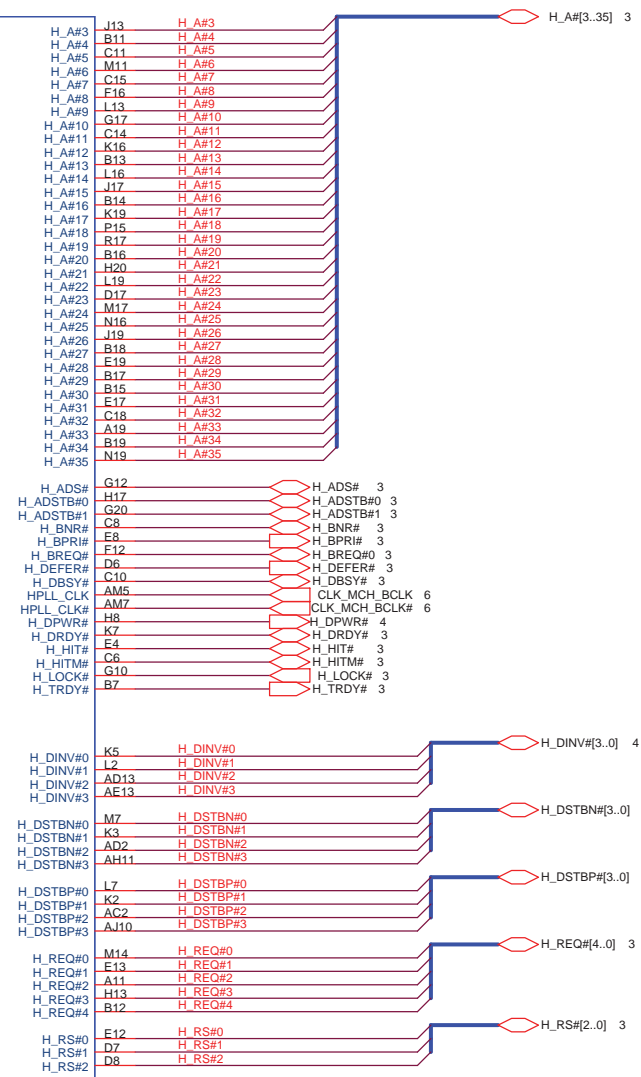 H_A#[3..35] 3
H_A#3 J13 H_A#3
H_A#4 B11 H_A#4
H_A#5 C11 H_A#5
H_A#6 M11 H_A#6
H_A#7 C15 H_A#7
H_A#8 F16 H_A#8
H_A#9 L13 H_A#9
H_A#10 G17 H_A#10
H_A#11 C14 H_A#11
H_A#12 K16 H_A#12
H_A#13 B13 H_A#13
H_A#14 L16 H_A#14
H_A#15 J17 H_A#15
H_A#16 B14 H_A#16
H_A#17 K19 H_A#17
H_A#18 P15 H_A#18
H_A#19 R17 H_A#19
H_A#20 B16 H_A#20
H_A#21 H20 H_A#21
H_A#22 L19 H_A#22
H_A#23 D17 H_A#23
H_A#24 M17 H_A#24
H_A#25 N16 H_A#25
H_A#26 J19 H_A#26
H_A#27 B18 H_A#27
H_A#28 E19 H_A#28
H_A#29 B17 H_A#29
H_A#30 B15 H_A#30
H_A#31 E17 H_A#31
H_A#32 C18 H_A#32
H_A#33 A19 H_A#33
H_A#34 B19 H_A#34
H_A#35 N19 H_A#35
H_ADS# G12 H_ADS# 3
H_ADSTB#0 H17 H_ADSTB#0 3
H_ADSTB#1 G20 H_ADSTB#1 3
H_BNR# C8 H_BNR# 3
H_BPRI# E8 H_BPRI# 3
H_BREQ# F12 H_BREQ#0 3
H_DEFER# D6 H_DEFER# 3
H_DBSY# C10 H_DBSY# 3
HPLL_CLK AM5 CLK_MCH_BCLK 6
HPLL_CLK# AM7 CLK_MCH_BCLK# 6
H_DPWR# H8 H_DPWR# 4
H_DRDY# K7 H_DRDY# 3
H_HIT# E4 H_HIT# 3
H_HITM# C6 H_HITM# 3
H_LOCK# G10 H_LOCK# 3
H_TRDY# B7 H_TRDY# 3
H_DINV#[3..0] 4
H_DINV#0 K5 H_DINV#0
H_DINV#1 L2 H_DINV#1
H_DINV#2 AD13 H_DINV#2
H_DINV#3 AE13 H_DINV#3
H_DSTBN#[3..0]
H_DSTBN#0 M7 H_DSTBN#0
H_DSTBN#1 K3 H_DSTBN#1
H_DSTBN#2 AD2 H_DSTBN#2
H_DSTBN#3 AH11 H_DSTBN#3
H_DSTBP#[3..0]
H_DSTBP#0 L7 H_DSTBP#0
H_DSTBP#1 K2 H_DSTBP#1
H_DSTBP#2 AC2 H_DSTBP#2
H_DSTBP#3 AJ10 H_DSTBP#3
H_REQ#[4..0] 3
H_REQ#0 M14 H_REQ#0
H_REQ#1 E13 H_REQ#1
H_REQ#2 A11 H_REQ#2
H_REQ#3 H13 H_REQ#3
H_REQ#4 B12 H_REQ#4
H_RS#[2..0] 3
H_RS#0 E12 H_RS#0
H_RS#1 D7 H_RS#1
H_RS#2 D8 H_RS#2